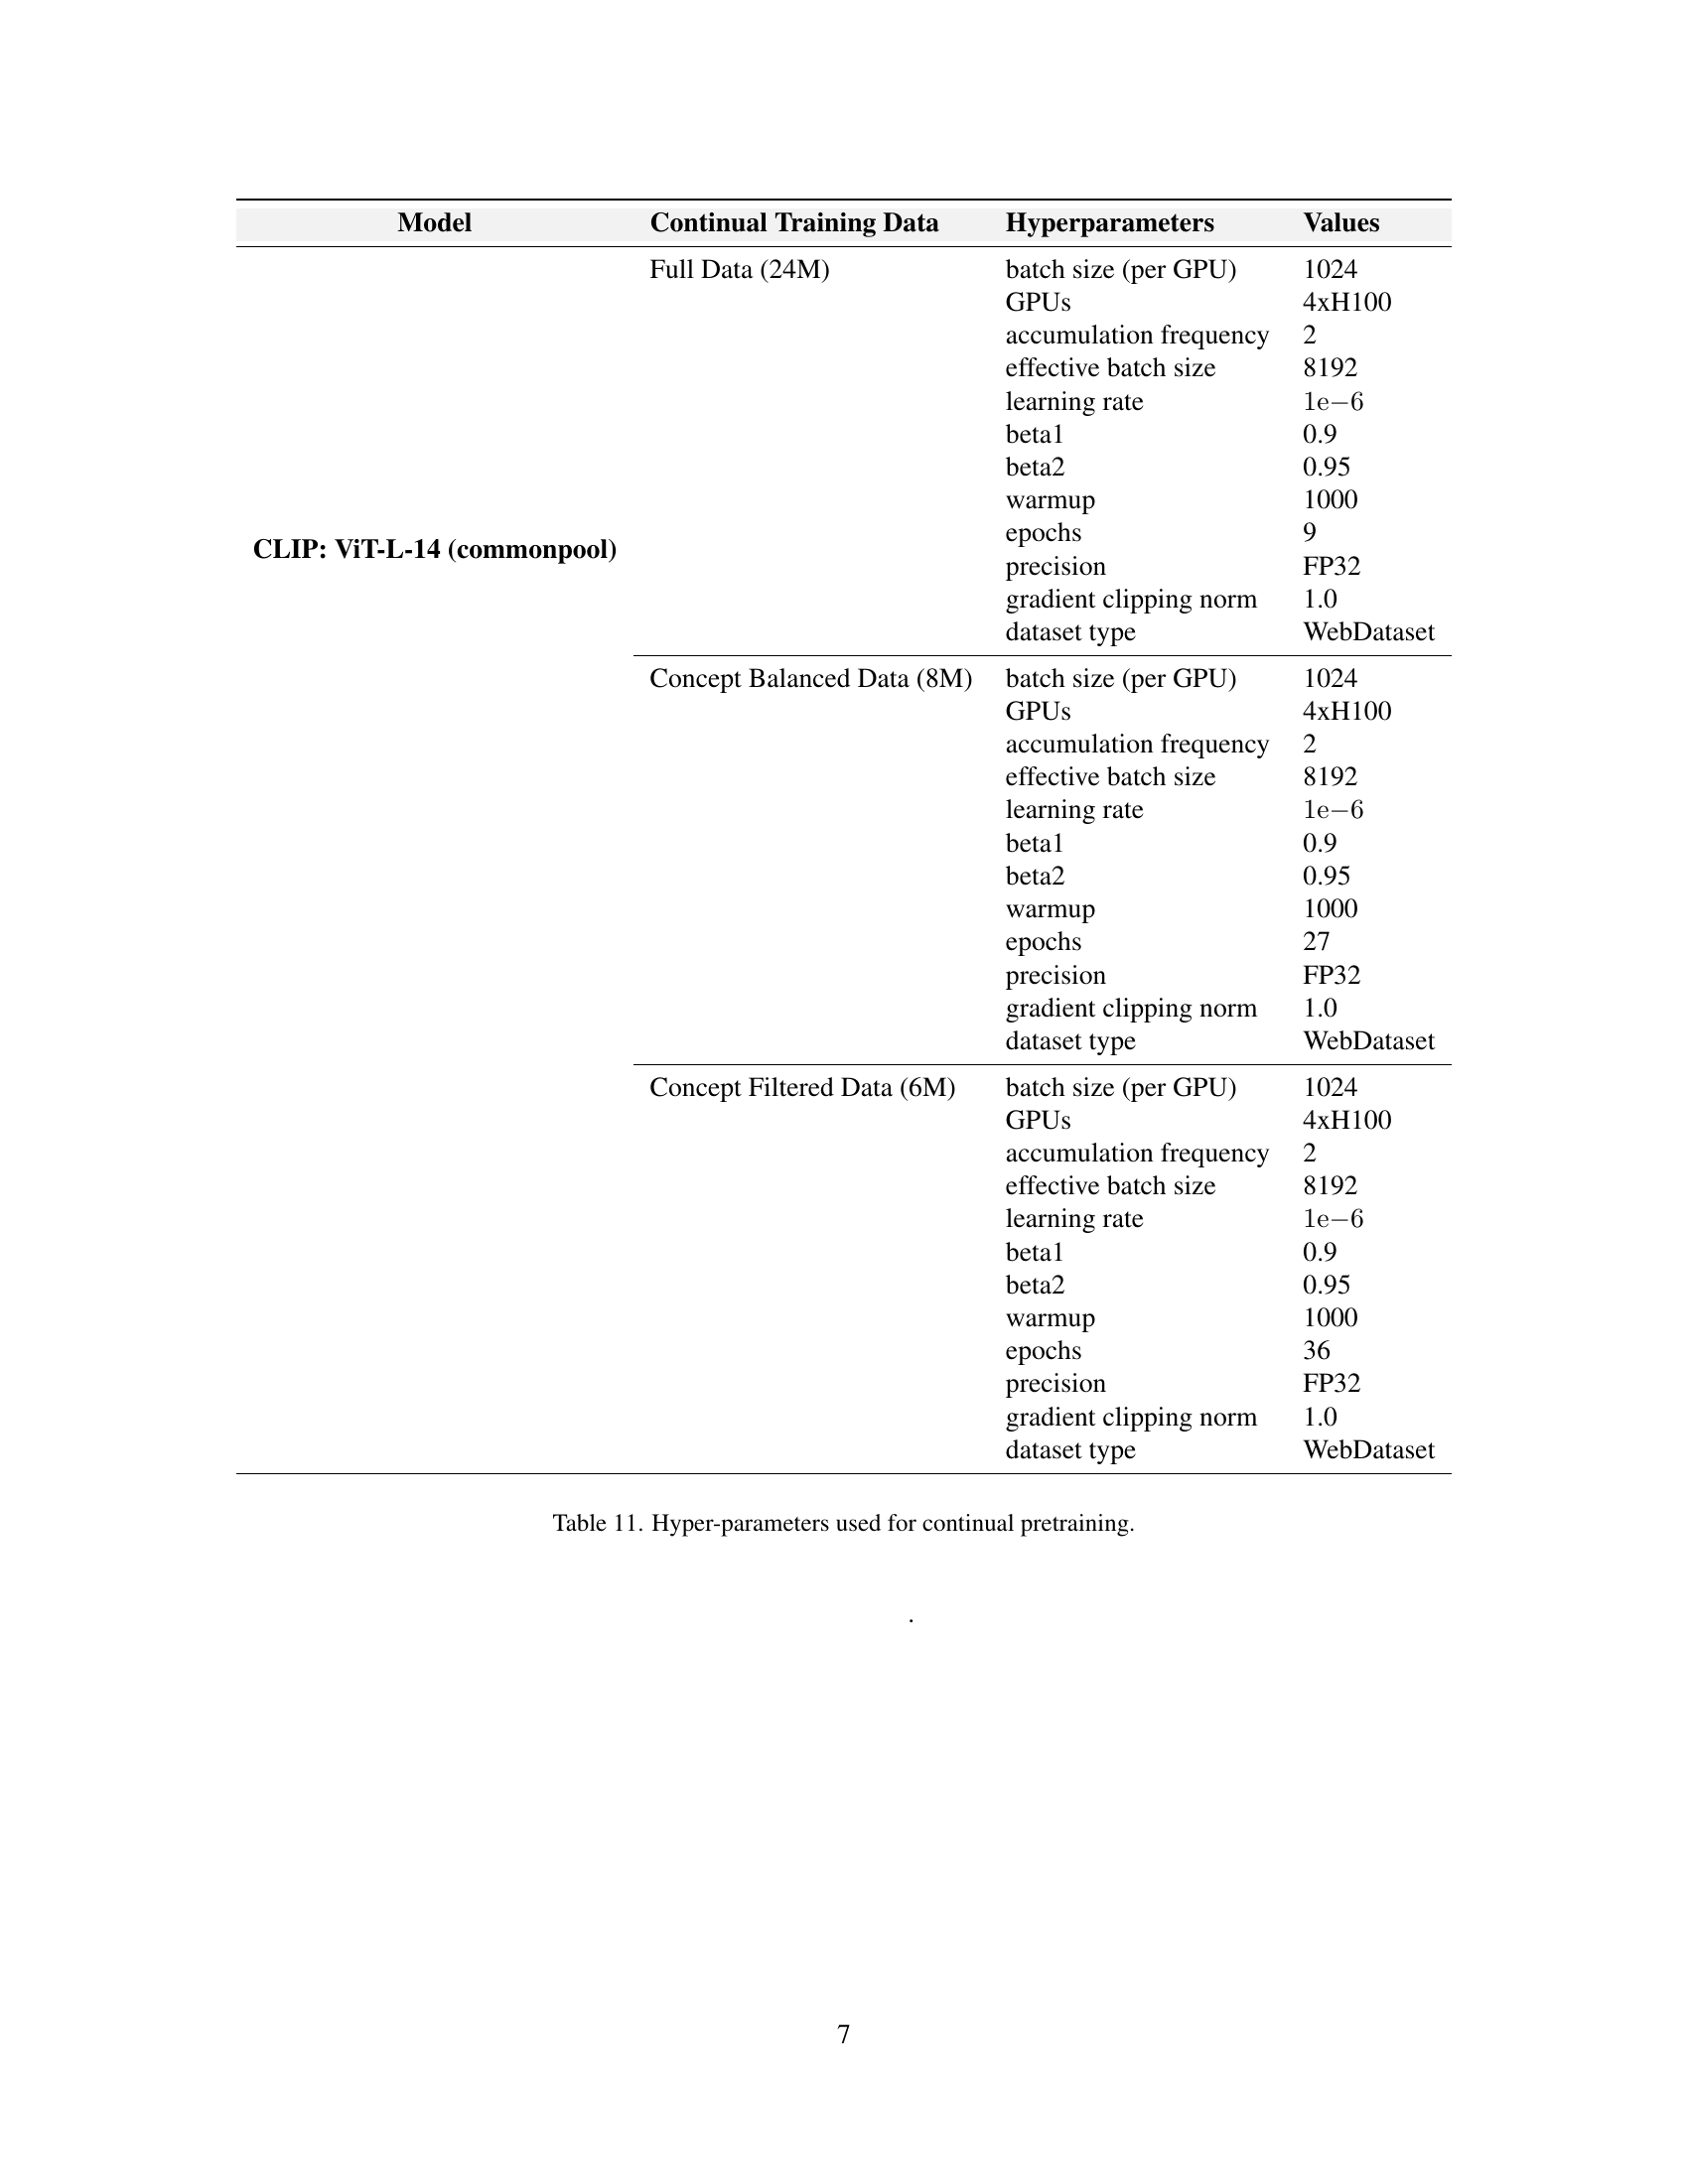 Model Continual Training Data Hyperparameters Values
Full Data (24M) batch size (per GPU) 1024
GPUs 4xH100
accumulation frequency 2
effective batch size 8192
learning rate 1e−6
beta1 0.9
beta2 0.95
warmup 1000
epochs 9
CLIP: ViT-L-14 (commonpool)
precision FP32
gradient clipping norm 1.0
dataset type WebDataset
Concept Balanced Data (8M) batch size (per GPU) 1024
GPUs 4xH100
accumulation frequency 2
effective batch size 8192
learning rate 1e−6
beta1 0.9
beta2 0.95
warmup 1000
epochs 27
precision FP32
gradient clipping norm 1.0
dataset type WebDataset
Concept Filtered Data (6M) batch size (per GPU) 1024
GPUs 4xH100
accumulation frequency 2
effective batch size 8192
learning rate 1e−6
beta1 0.9
beta2 0.95
warmup 1000
epochs 36
precision FP32
gradient clipping norm 1.0
dataset type WebDataset
Table 11. Hyper-parameters used for continual pretraining.
.
7